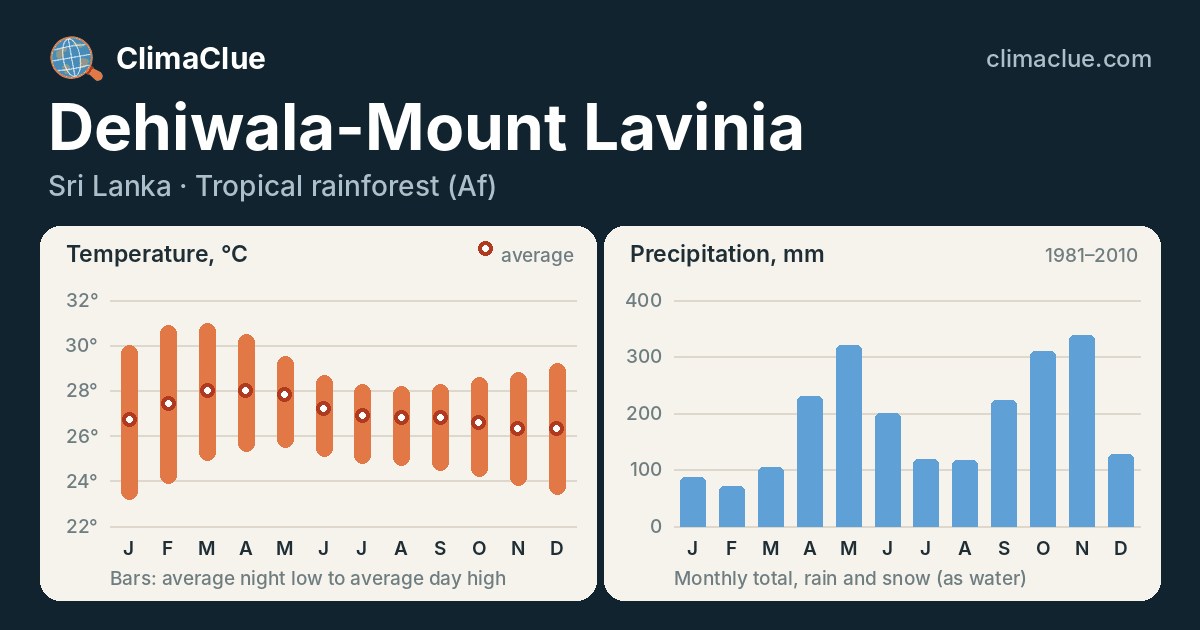 ClimaClue
climaclue.com
Dehiwala-Mount Lavinia
Sri Lanka · Tropical rainforest (Af)
Temperature, °C
average
32°
30°
28°
26°
24°
22°
J F M A M J J A S O N D
Bars: average night low to average day high
Precipitation, mm
1981–2010
400
300
200
100
0
J F M A M J J A S O N D
Monthly total, rain and snow (as water)